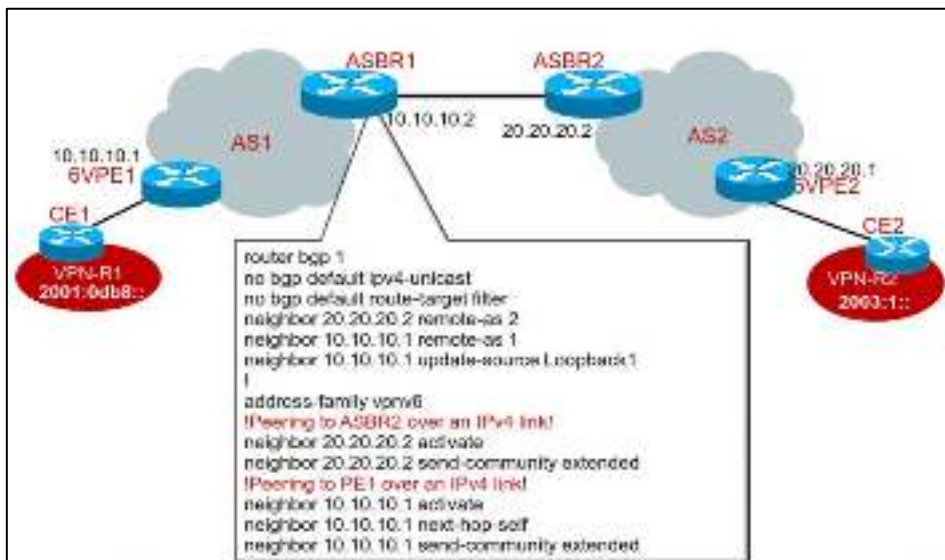 ASBR1
ASBR2
10.10.10.2
20.20.20.2
AS1
AS2
10.10.10.1
6VPE1
20.20.20.1
6VPE2
CE1
CE2
VPN-R1
2001:0db8::
VPN-R2
2003:1::
router bgp 1
no bgp default ipv4-unicast
no bgp default route-target filter
neighbor 20.20.20.2 remote-as 2
neighbor 10.10.10.1 remote-as 1
neighbor 10.10.10.1 update-source Loopback1
!
address-family vpnv6
!Peering to ASBR2 over an IPv4 link!
neighbor 20.20.20.2 activate
neighbor 20.20.20.2 send-community extended
!Peering to PE1 over an IPv4 link!
neighbor 10.10.10.1 activate
neighbor 10.10.10.1 next-hop-self
neighbor 10.10.10.1 send-community extended